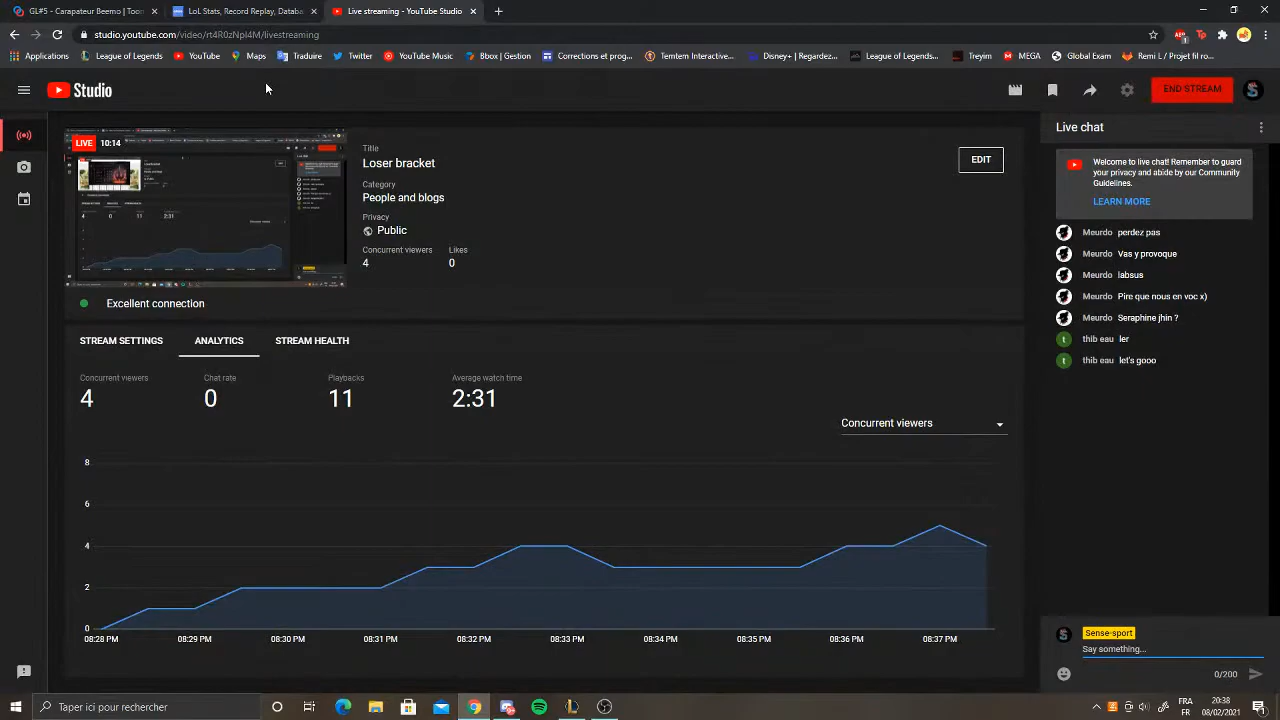 GL#5 - Carapateur Beemo | Toon
LoL Stats, Record Replay, Databa
Live streaming - YouTube Studio
studio.youtube.com/video/rt4R0zNpI4M/livestreaming
Applications
League of Legends
YouTube
Maps
Traduire
Twitter
YouTube Music
Boox | Gestion
Corrections et prog...
Temtem Interactive...
Disney+ | Regardez...
League of Legends...
Treyim
MEGA
Global Exam
Remi L / Projet fil ro...
Studio
END STREAM
LIVE 10:14
Title
Loser bracket
EDIT
Category
People and blogs
Privacy
Public
Concurrent viewers Likes
4 0
Excellent connection
STREAM SETTINGS ANALYTICS STREAM HEALTH
Concurrent viewers Chat rate Playbacks Average watch time
4 0 11 2:31
Concurrent viewers
8
6
4
2
0
08:28 PM 08:29 PM 08:30 PM 08:31 PM 08:32 PM 08:33 PM 08:34 PM 08:35 PM 08:36 PM 08:37 PM
Live chat
Welcome to live chat! Remember to guard
your privacy and abide by our Community
Guidelines.
LEARN MORE
Meurdo perdez pas
Meurdo Vas y provoque
Meurdo labsus
Meurdo Pire que nous en voc x)
Meurdo Seraphine jhin ?
thib eau ler
thib eau let's gooo
Sense-sport
Say something...
0/200
Taper ici pour rechercher
FRA
FR
20:38
08/02/2021